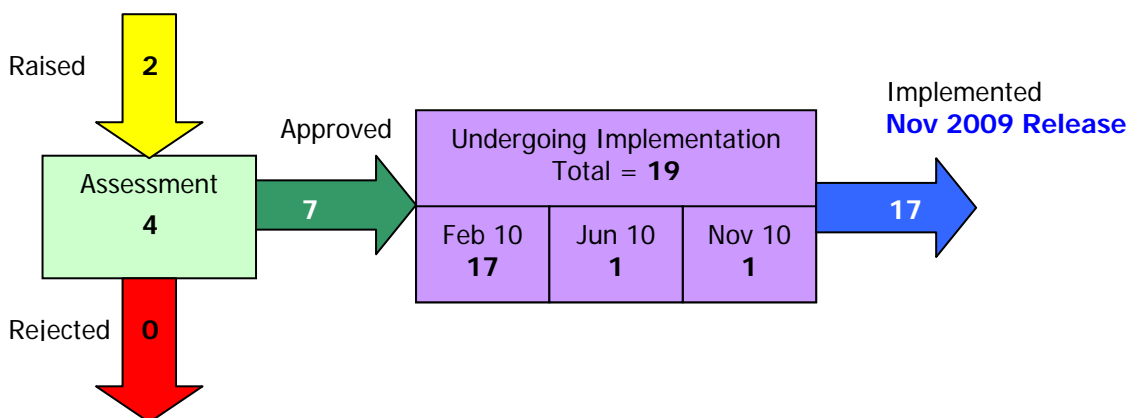 Raised
2
Assessment
4
Rejected
0
Approved
7
Undergoing Implementation
Total = 19
Feb 10
17
Jun 10
1
Nov 10
1
Implemented
Nov 2009 Release
17